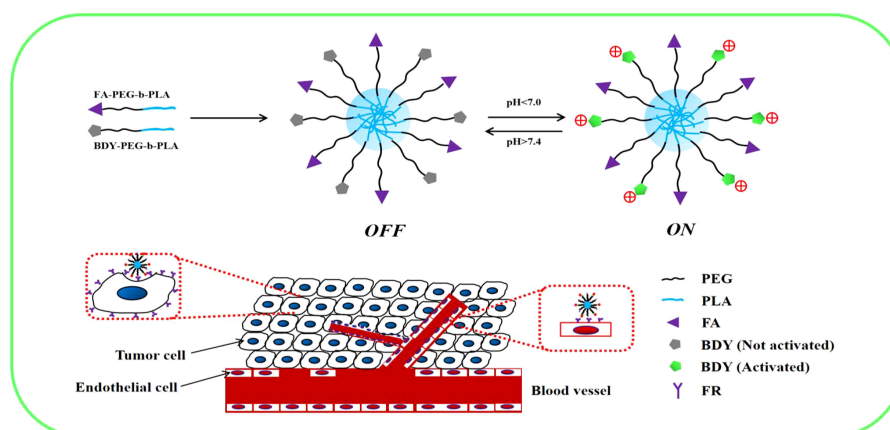 FA-PEG-b-PLA
BDY-PEG-b-PLA
pH<7.0
pH>7.4
OFF
ON
Tumor cell
Endothelial cell
Blood vessel
PEG
PLA
FA
BDY (Not activated)
BDY (Activated)
FR